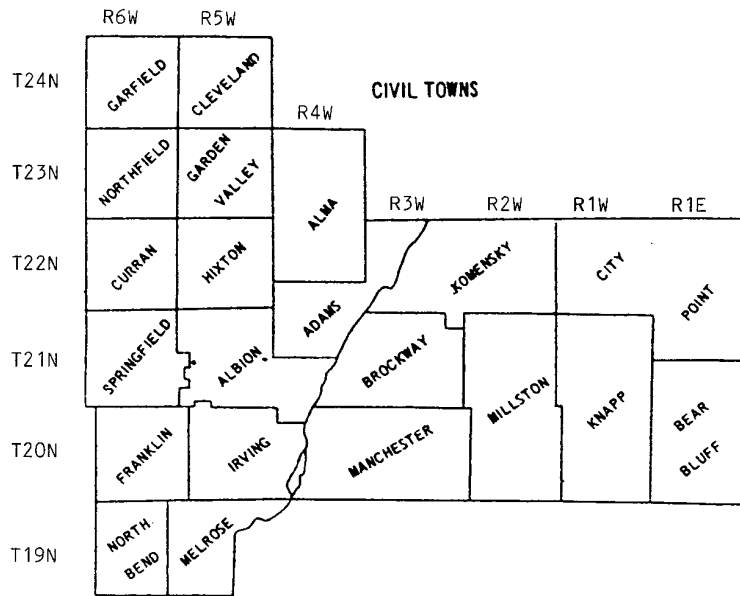 R6W R5W
T24N GARFIELD CLEVELAND CIVIL TOWNS
R4W
T23N NORTHFIELD GARDEN VALLEY
ALMA R3W R2W R1W R1E
T22N CURRAN HIXTON KOMENSKY CITY
ADAMS POINT
T21N SPRINGFIELD ALBION BROCKWAY
MILLSTON KNAPP BEAR
T20N FRANKLIN IRVING MANCHESTER BLUFF
T19N NORTH BEND MELROSE